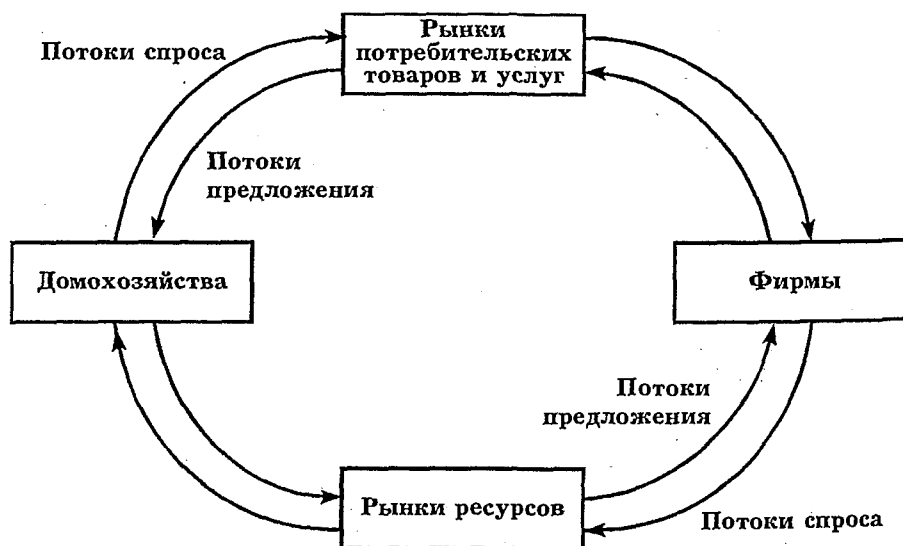 Потоки спроса
Рынки
потребительских
товаров и услуг
Потоки
предложения
Домохозяйства
Фирмы
Потоки
предложения
Рынки ресурсов
Потоки спроса